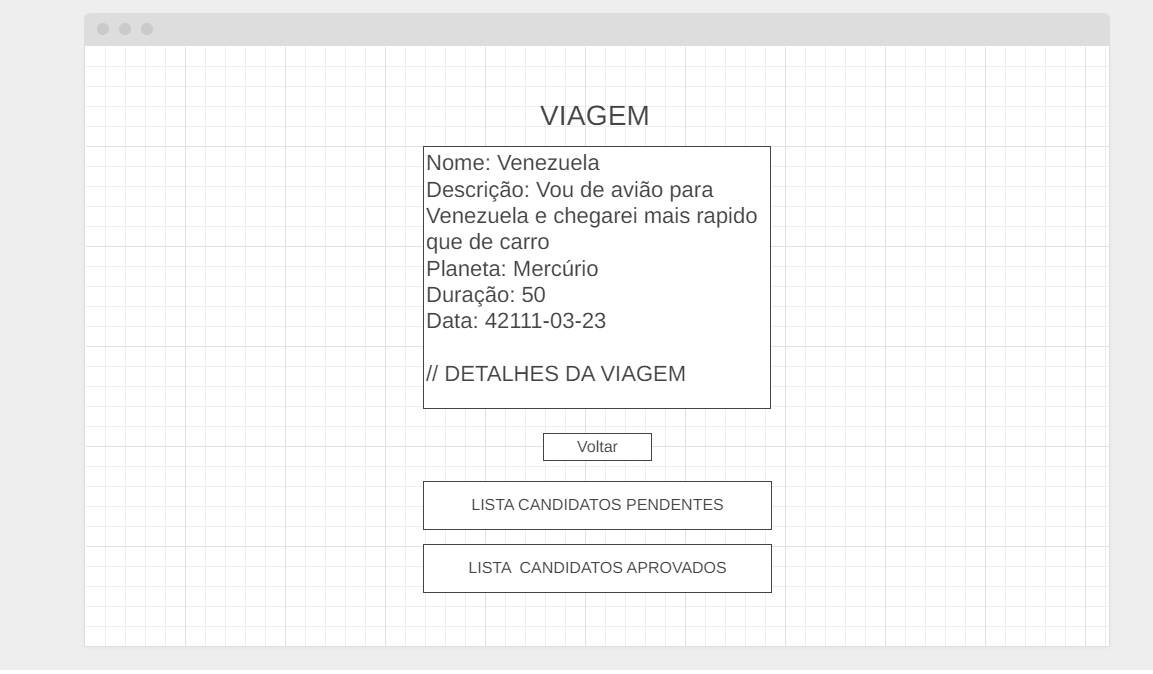 VIAGEM
Nome: Venezuela
Descrição: Vou de avião para
Venezuela e chegarei mais rapido
que de carro
Planeta: Mercúrio
Duração: 50
Data: 42111-03-23
// DETALHES DA VIAGEM
Voltar
LISTA CANDIDATOS PENDENTES
LISTA  CANDIDATOS APROVADOS